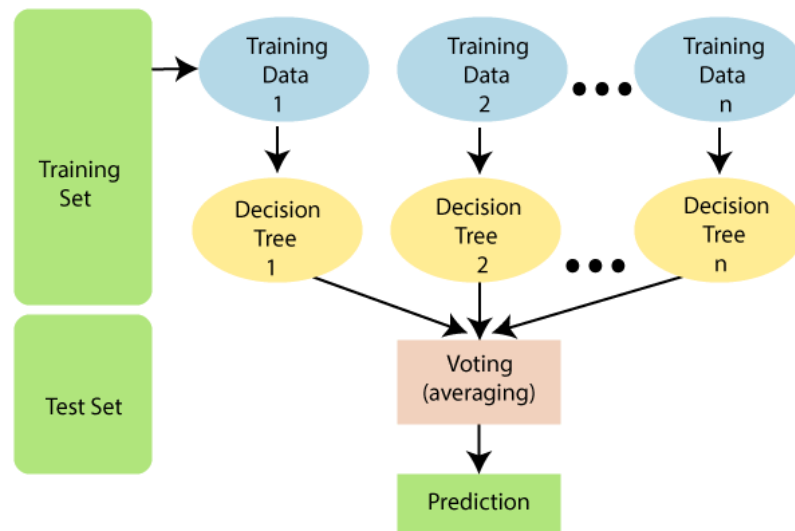 Training
Set
Training
Data
1
Training
Data
2
Training
Data
n
Decision
Tree
1
Decision
Tree
2
Decision
Tree
n
Test Set
Voting
(averaging)
Prediction